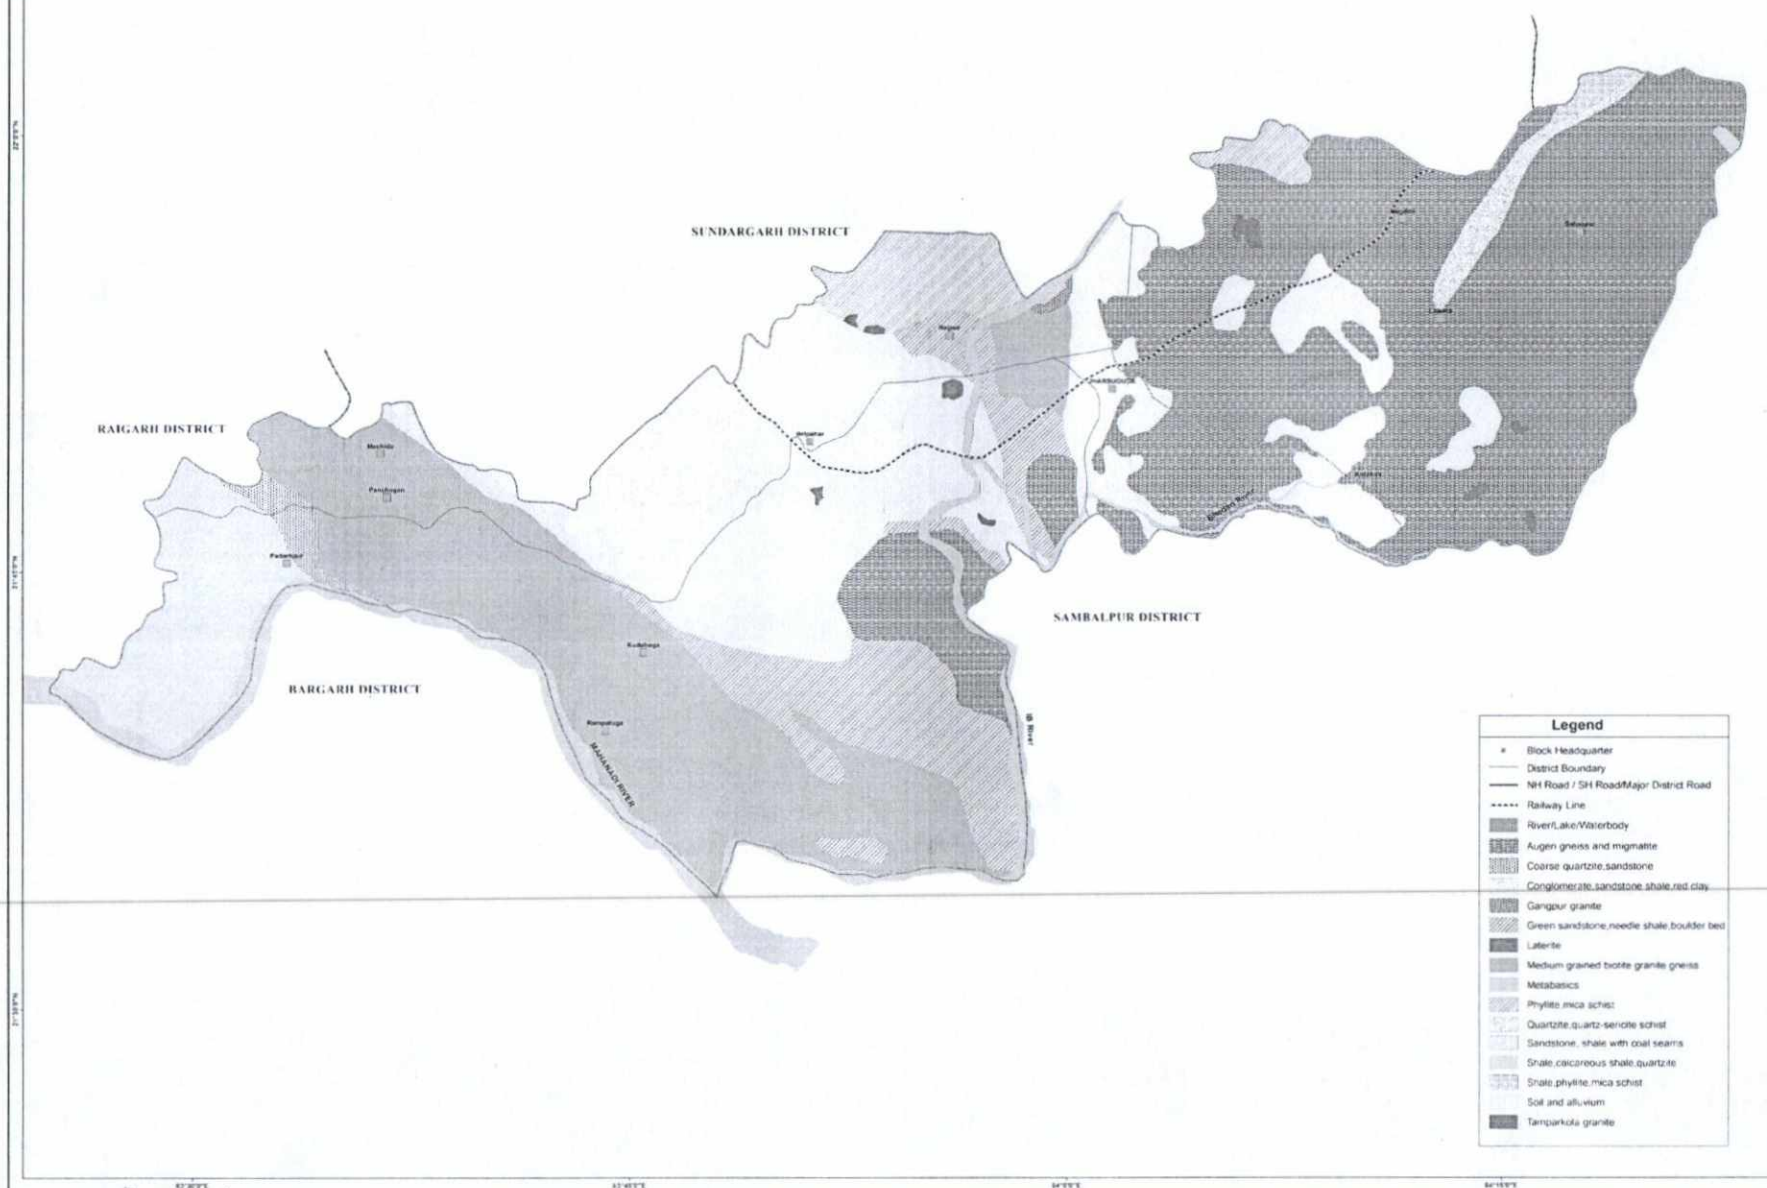 SUNDARGARH DISTRICT
RAIGARH DISTRICT
JHARSUGUDA
Laikera
Kudabaga
Rampaluga
SAMBALPUR DISTRICT
BARGARH DISTRICT
MAHANADI RIVER
IB River
Legend
Block Headquarter
District Boundary
NH Road / SH Road/Major District Road
Railway Line
River/Lake/Waterbody
Augen gneiss and migmatite
Coarse quartzite,sandstone
Conglomerate,sandstone shale,red clay
Gangpur granite
Green sandstone,needle shale,boulder bed
Laterite
Medium grained biotite granite gneiss
Metabasics
Phyllite,mica schist
Quartzite,quartz-sericite schist
Sandstone, shale with coal seams
Shale,calcareous shale,quartzite
Shale,phyllite,mica schist
Soil and alluvium
Tamparkola granite